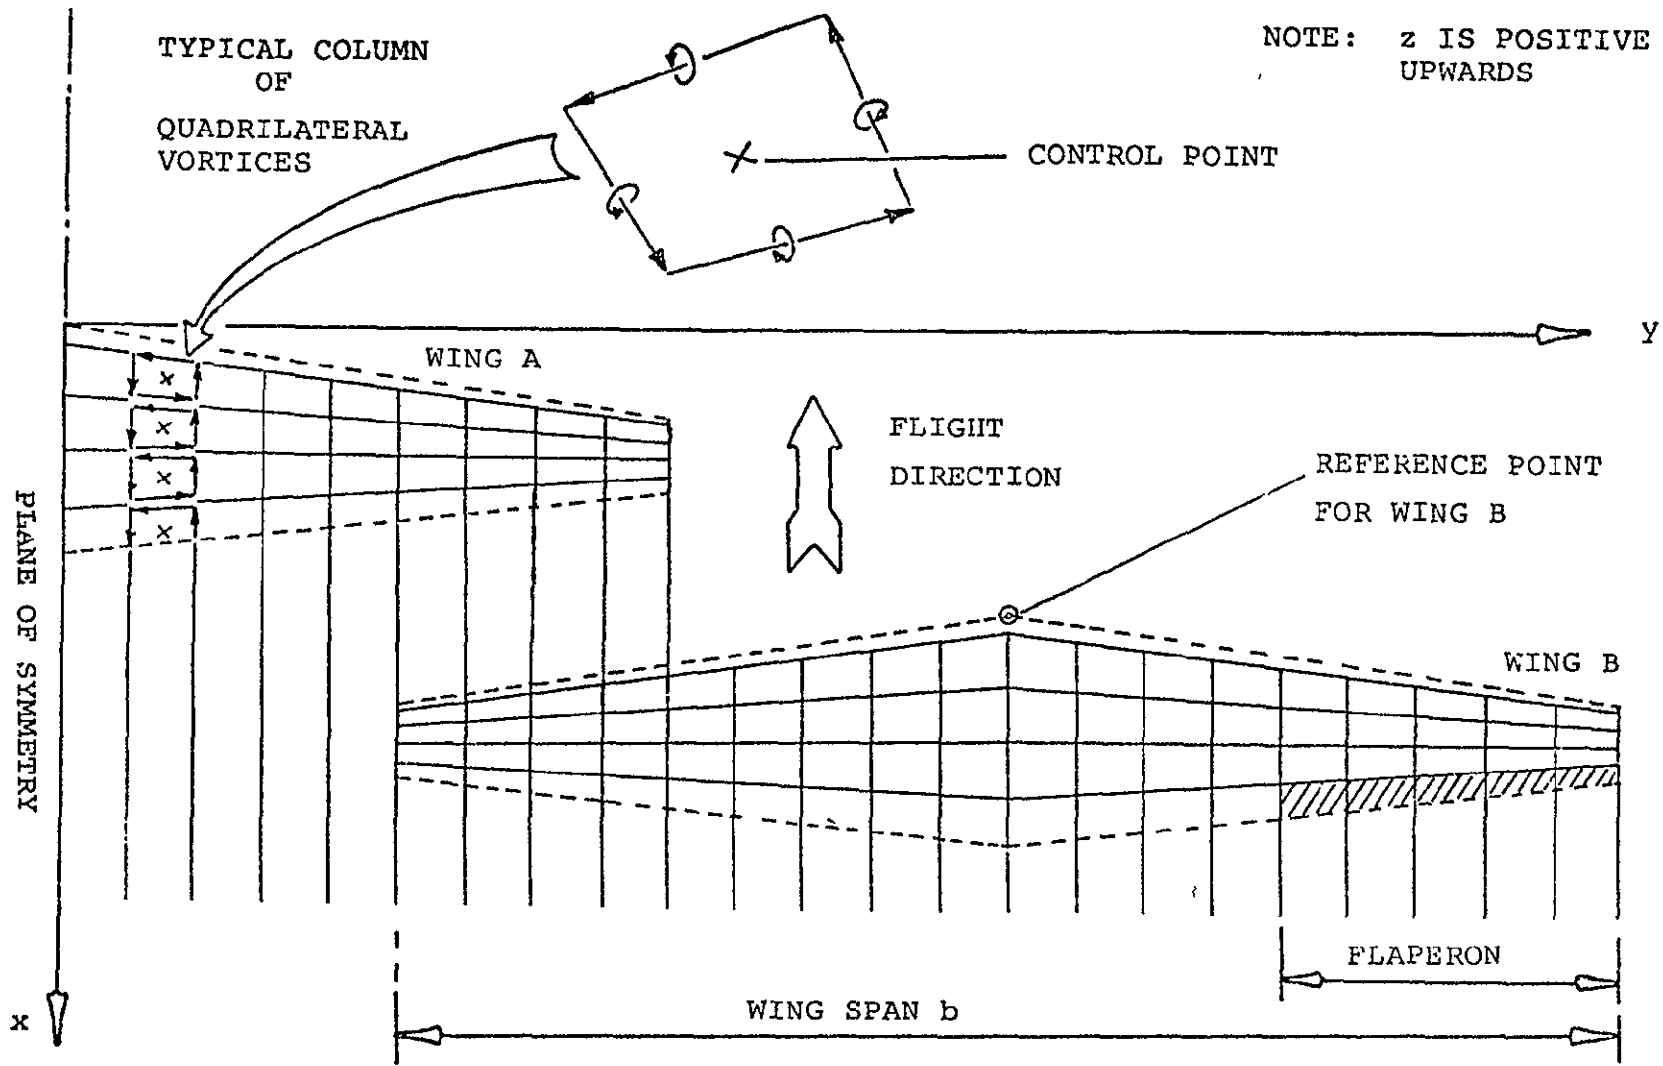 TYPICAL COLUMN
OF
QUADRILATERAL
VORTICES
NOTE: z IS POSITIVE
UPWARDS
CONTROL POINT
y
WING A
FLIGHT
DIRECTION
REFERENCE POINT
FOR WING B
PLANE OF SYMMETRY
WING B
FLAPERON
WING SPAN b
x